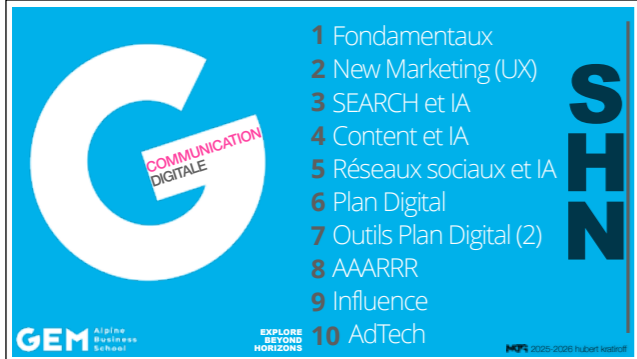 COMMUNICATION
DIGITALE
1 Fondamentaux
2 New Marketing (UX)
3 SEARCH et IA
4 Content et IA
5 Réseaux sociaux et IA
6 Plan Digital
7 Outils Plan Digital (2)
8 AAARRR
9 Influence
10 AdTech
SHN
GEM Alpine
Business
School
EXPLORE
BEYOND
HORIZONS
2025-2026 hubert kratiroff